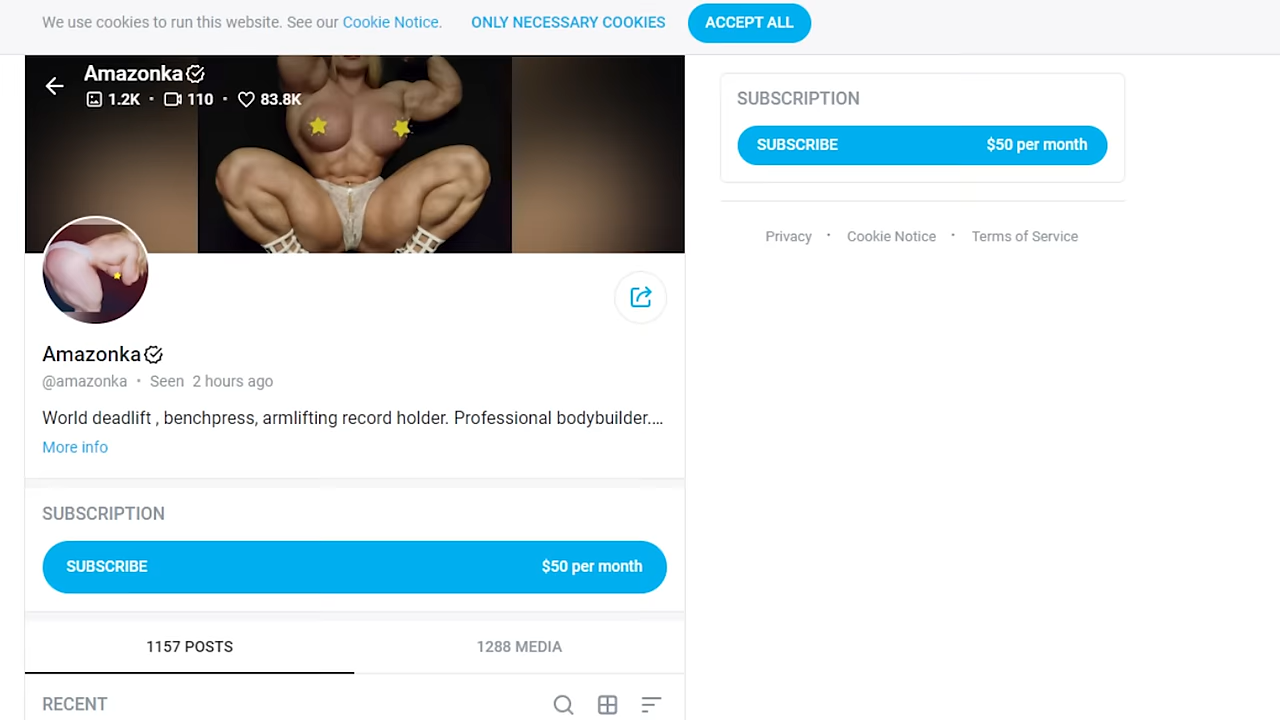 We use cookies to run this website. See our Cookie Notice. ONLY NECESSARY COOKIES ACCEPT ALL
Amazonka
1.2K · 110 · 83.8K
SUBSCRIPTION
SUBSCRIBE $50 per month
Privacy · Cookie Notice · Terms of Service
Amazonka
@amazonka · Seen 2 hours ago
World deadlift , benchpress, armlifting record holder. Professional bodybuilder....
More info
SUBSCRIPTION
SUBSCRIBE $50 per month
1157 POSTS 1288 MEDIA
RECENT